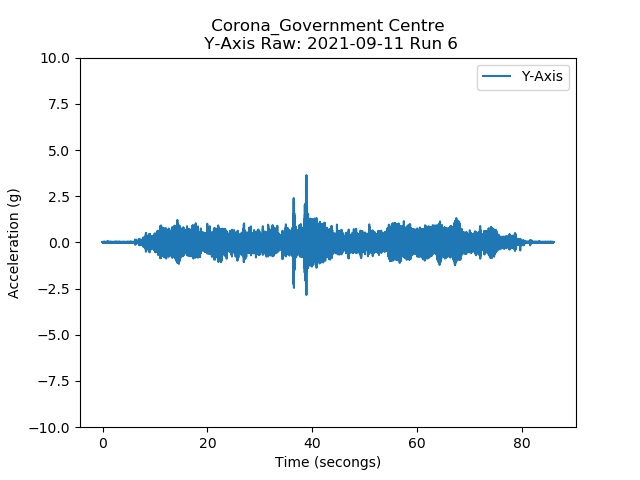 Corona_Government Centre
Y-Axis Raw: 2021-09-11 Run 6
Y-Axis
10.0
7.5
5.0
2.5
0.0
−2.5
−5.0
−7.5
−10.0
Acceleration (g)
0 20 40 60 80
Time (secongs)